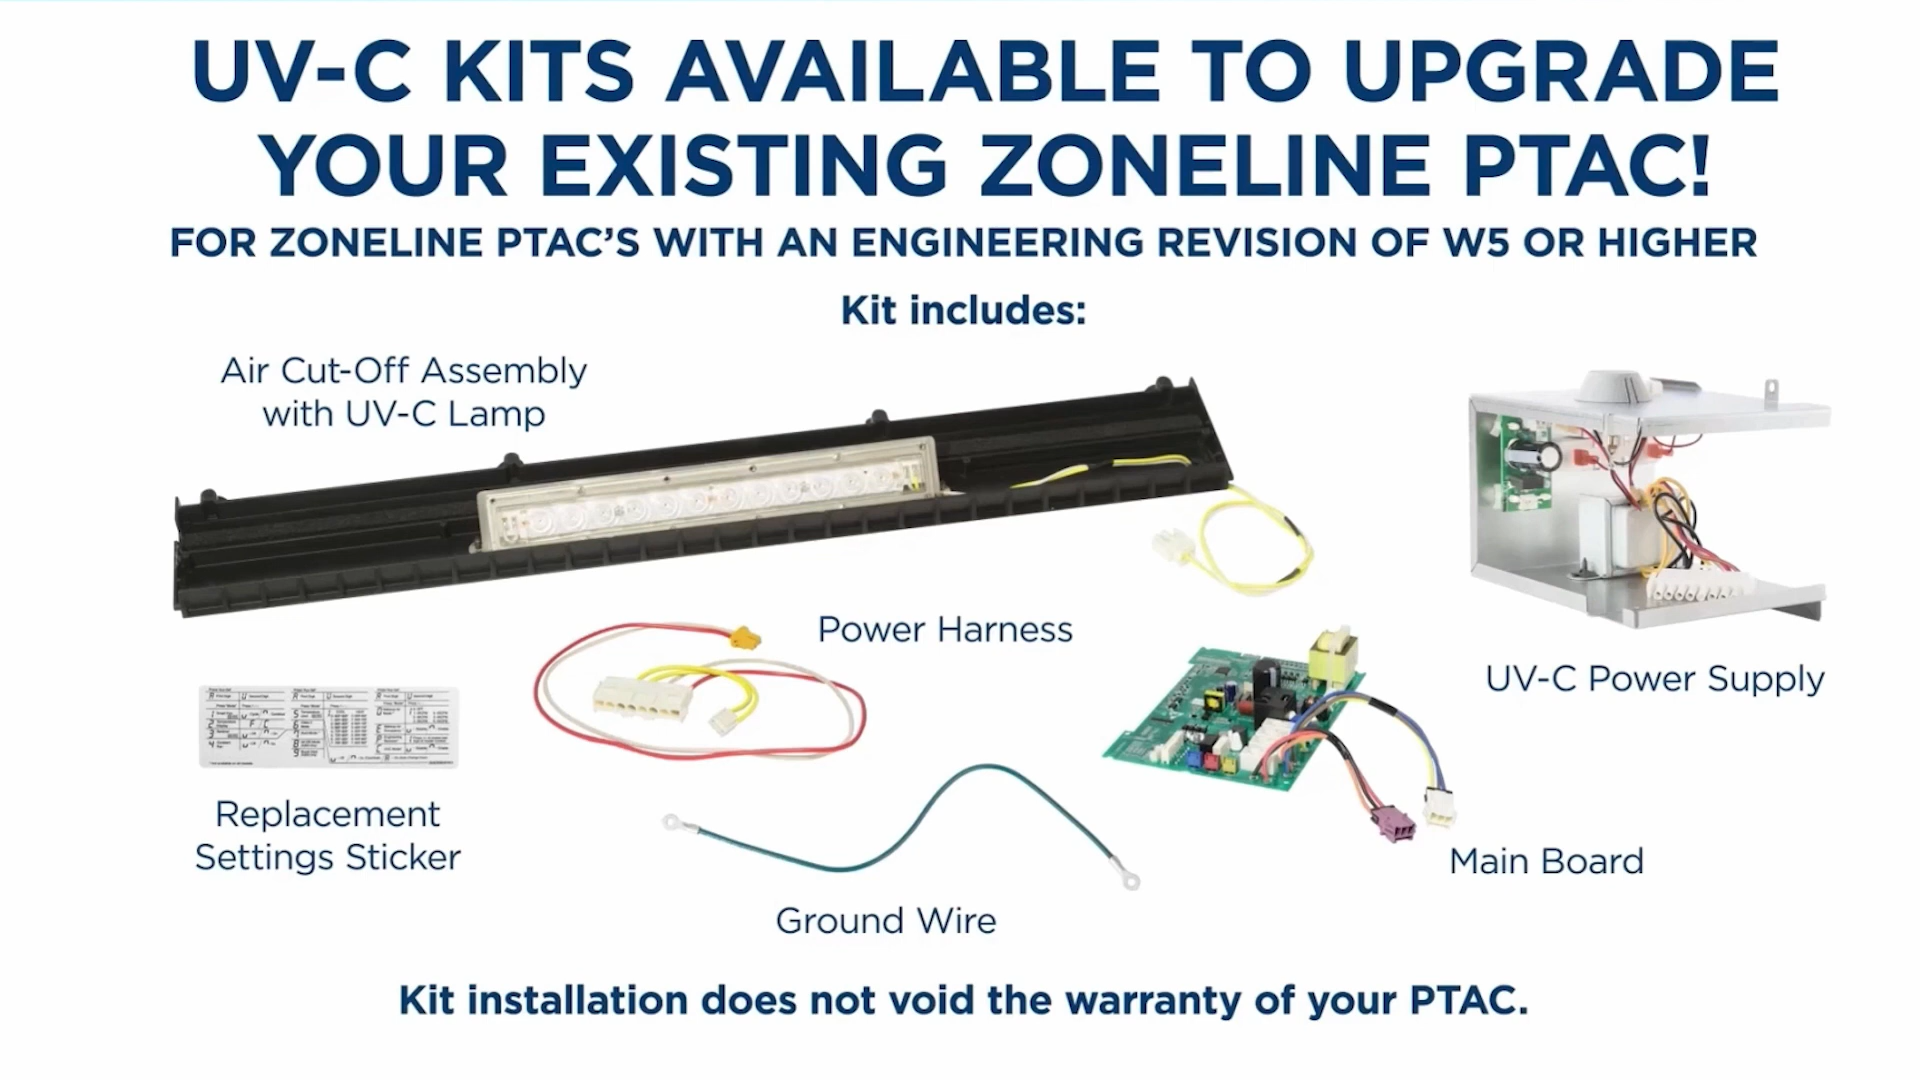 UV-C KITS AVAILABLE TO UPGRADE
YOUR EXISTING ZONELINE PTAC!
FOR ZONELINE PTAC'S WITH AN ENGINEERING REVISION OF W5 OR HIGHER
Kit includes:
Air Cut-Off Assembly
with UV-C Lamp
Power Harness
UV-C Power Supply
Replacement
Settings Sticker
Main Board
Ground Wire
Kit installation does not void the warranty of your PTAC.